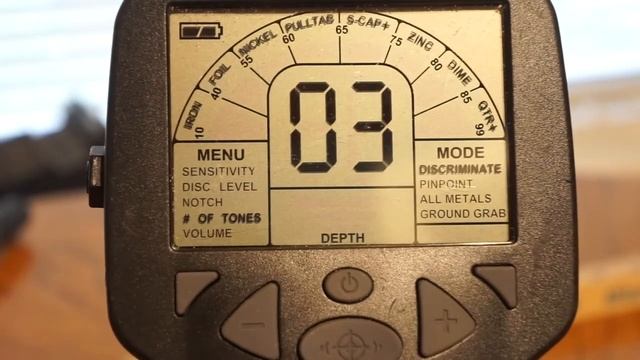 IRON FOIL NICKEL PULLTAB S-CAP+ ZINC DIME QTR+
10 40 55 60 65 75 80 85 99
03
MENU
SENSITIVITY
DISC LEVEL
NOTCH
# OF TONES
VOLUME
DEPTH
MODE
DISCRIMINATE
PINPOINT
ALL METALS
GROUND GRAB
− +